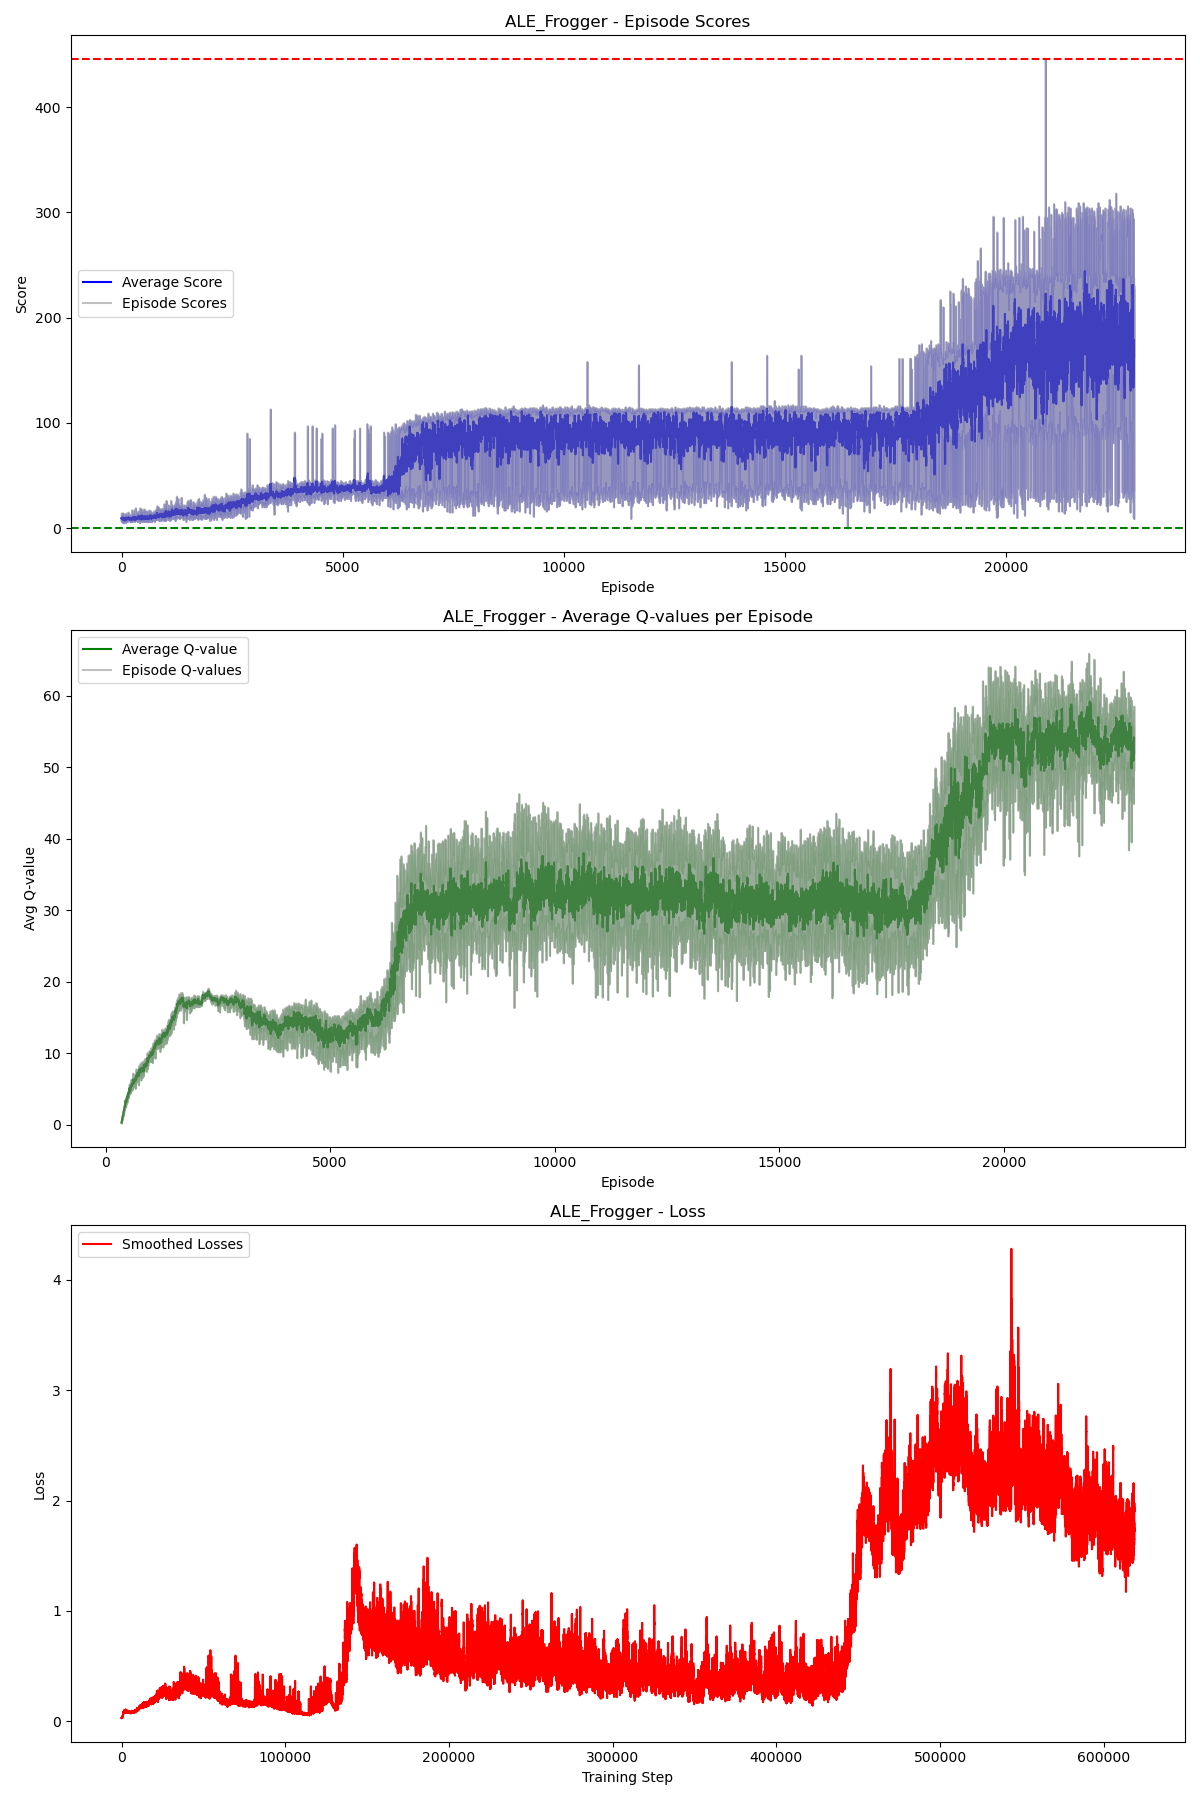 ALE_Frogger - Episode Scores
400
300
200
100
0
Score
Average Score
Episode Scores
0
5000
10000
15000
20000
Episode
ALE_Frogger - Average Q-values per Episode
Average Q-value
Episode Q-values
60
50
40
30
20
10
0
Avg Q-value
0
5000
10000
15000
20000
Episode
ALE_Frogger - Loss
Smoothed Losses
4
3
2
1
0
Loss
0
100000
200000
300000
400000
500000
600000
Training Step